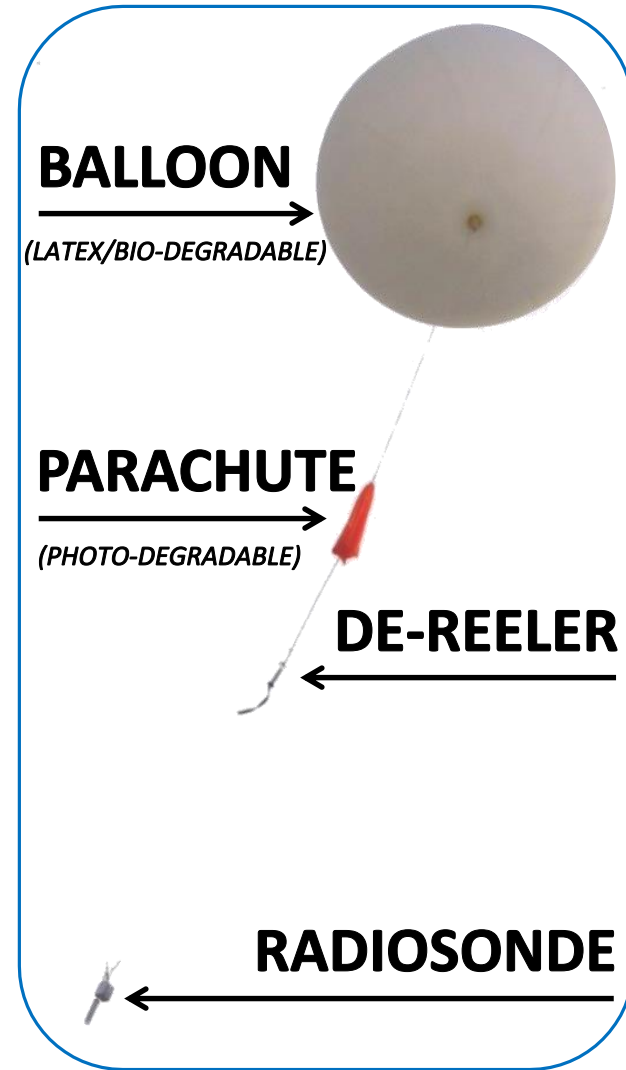 BALLOON
(LATEX/BIO-DEGRADABLE)
PARACHUTE
(PHOTO-DEGRADABLE)
DE-REELER
RADIOSONDE